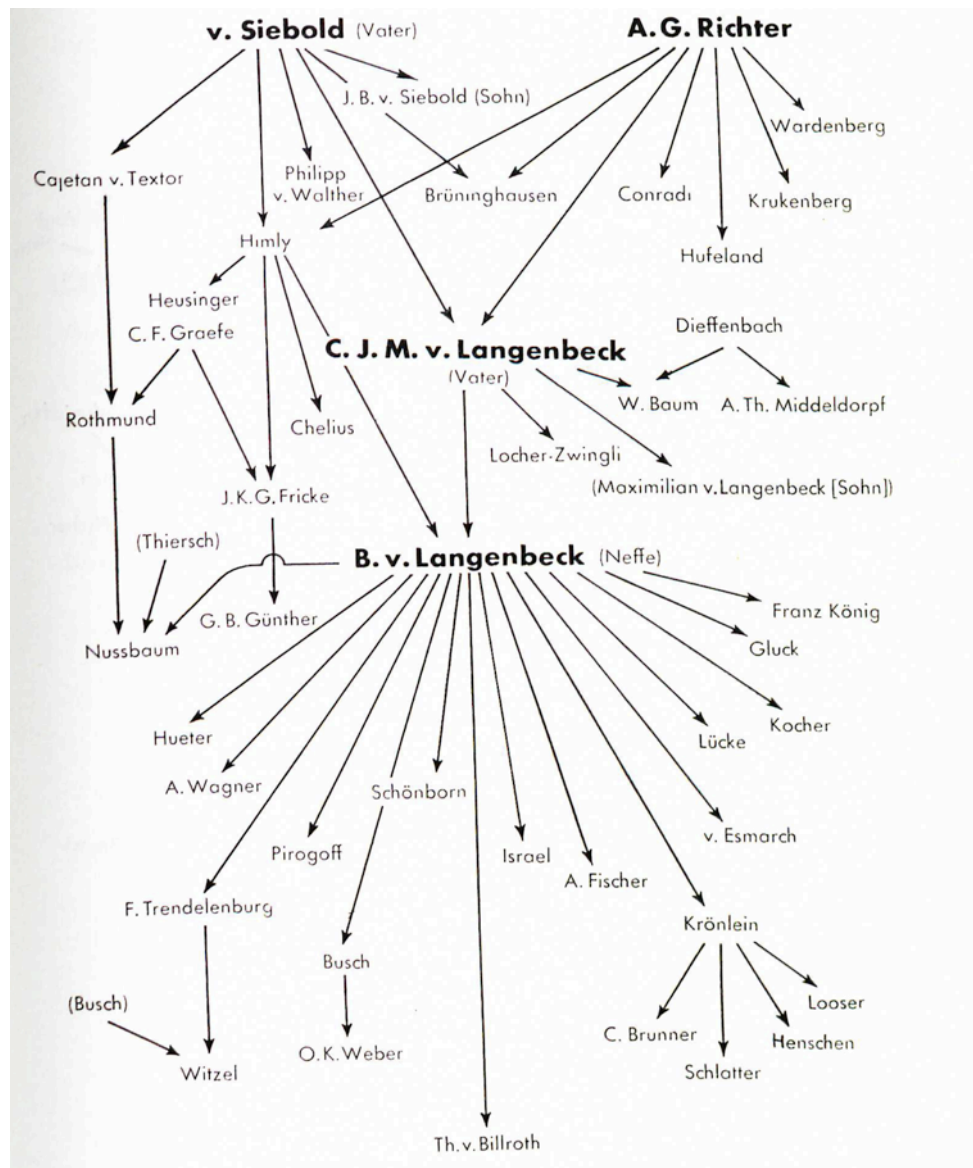 v. Siebold (Vater)
A. G. Richter
J. B. v. Siebold (Sohn)
Wardenberg
Cajetan v. Textor
Philipp
v. Walther
Brüninghausen
Conradi
Krukenberg
Himly
Hufeland
Heusinger
C. F. Graefe
Dieffenbach
C. J. M. v. Langenbeck
(Vater)
W. Baum
A. Th. Middeldorpf
Rothmund
Chelius
Locher-Zwingli
(Maximilian v. Langenbeck [Sohn])
J. K. G. Fricke
(Thiersch)
B. v. Langenbeck (Neffe)
Franz König
G. B. Günther
Nussbaum
Gluck
Kocher
Hueter
Lücke
A. Wagner
Schönborn
v. Esmarch
Pirogoff
Israel
A. Fischer
F. Trendelenburg
Krönlein
Busch
(Busch)
Looser
C. Brunner
Henschen
O. K. Weber
Witzel
Schlatter
Th. v. Billroth